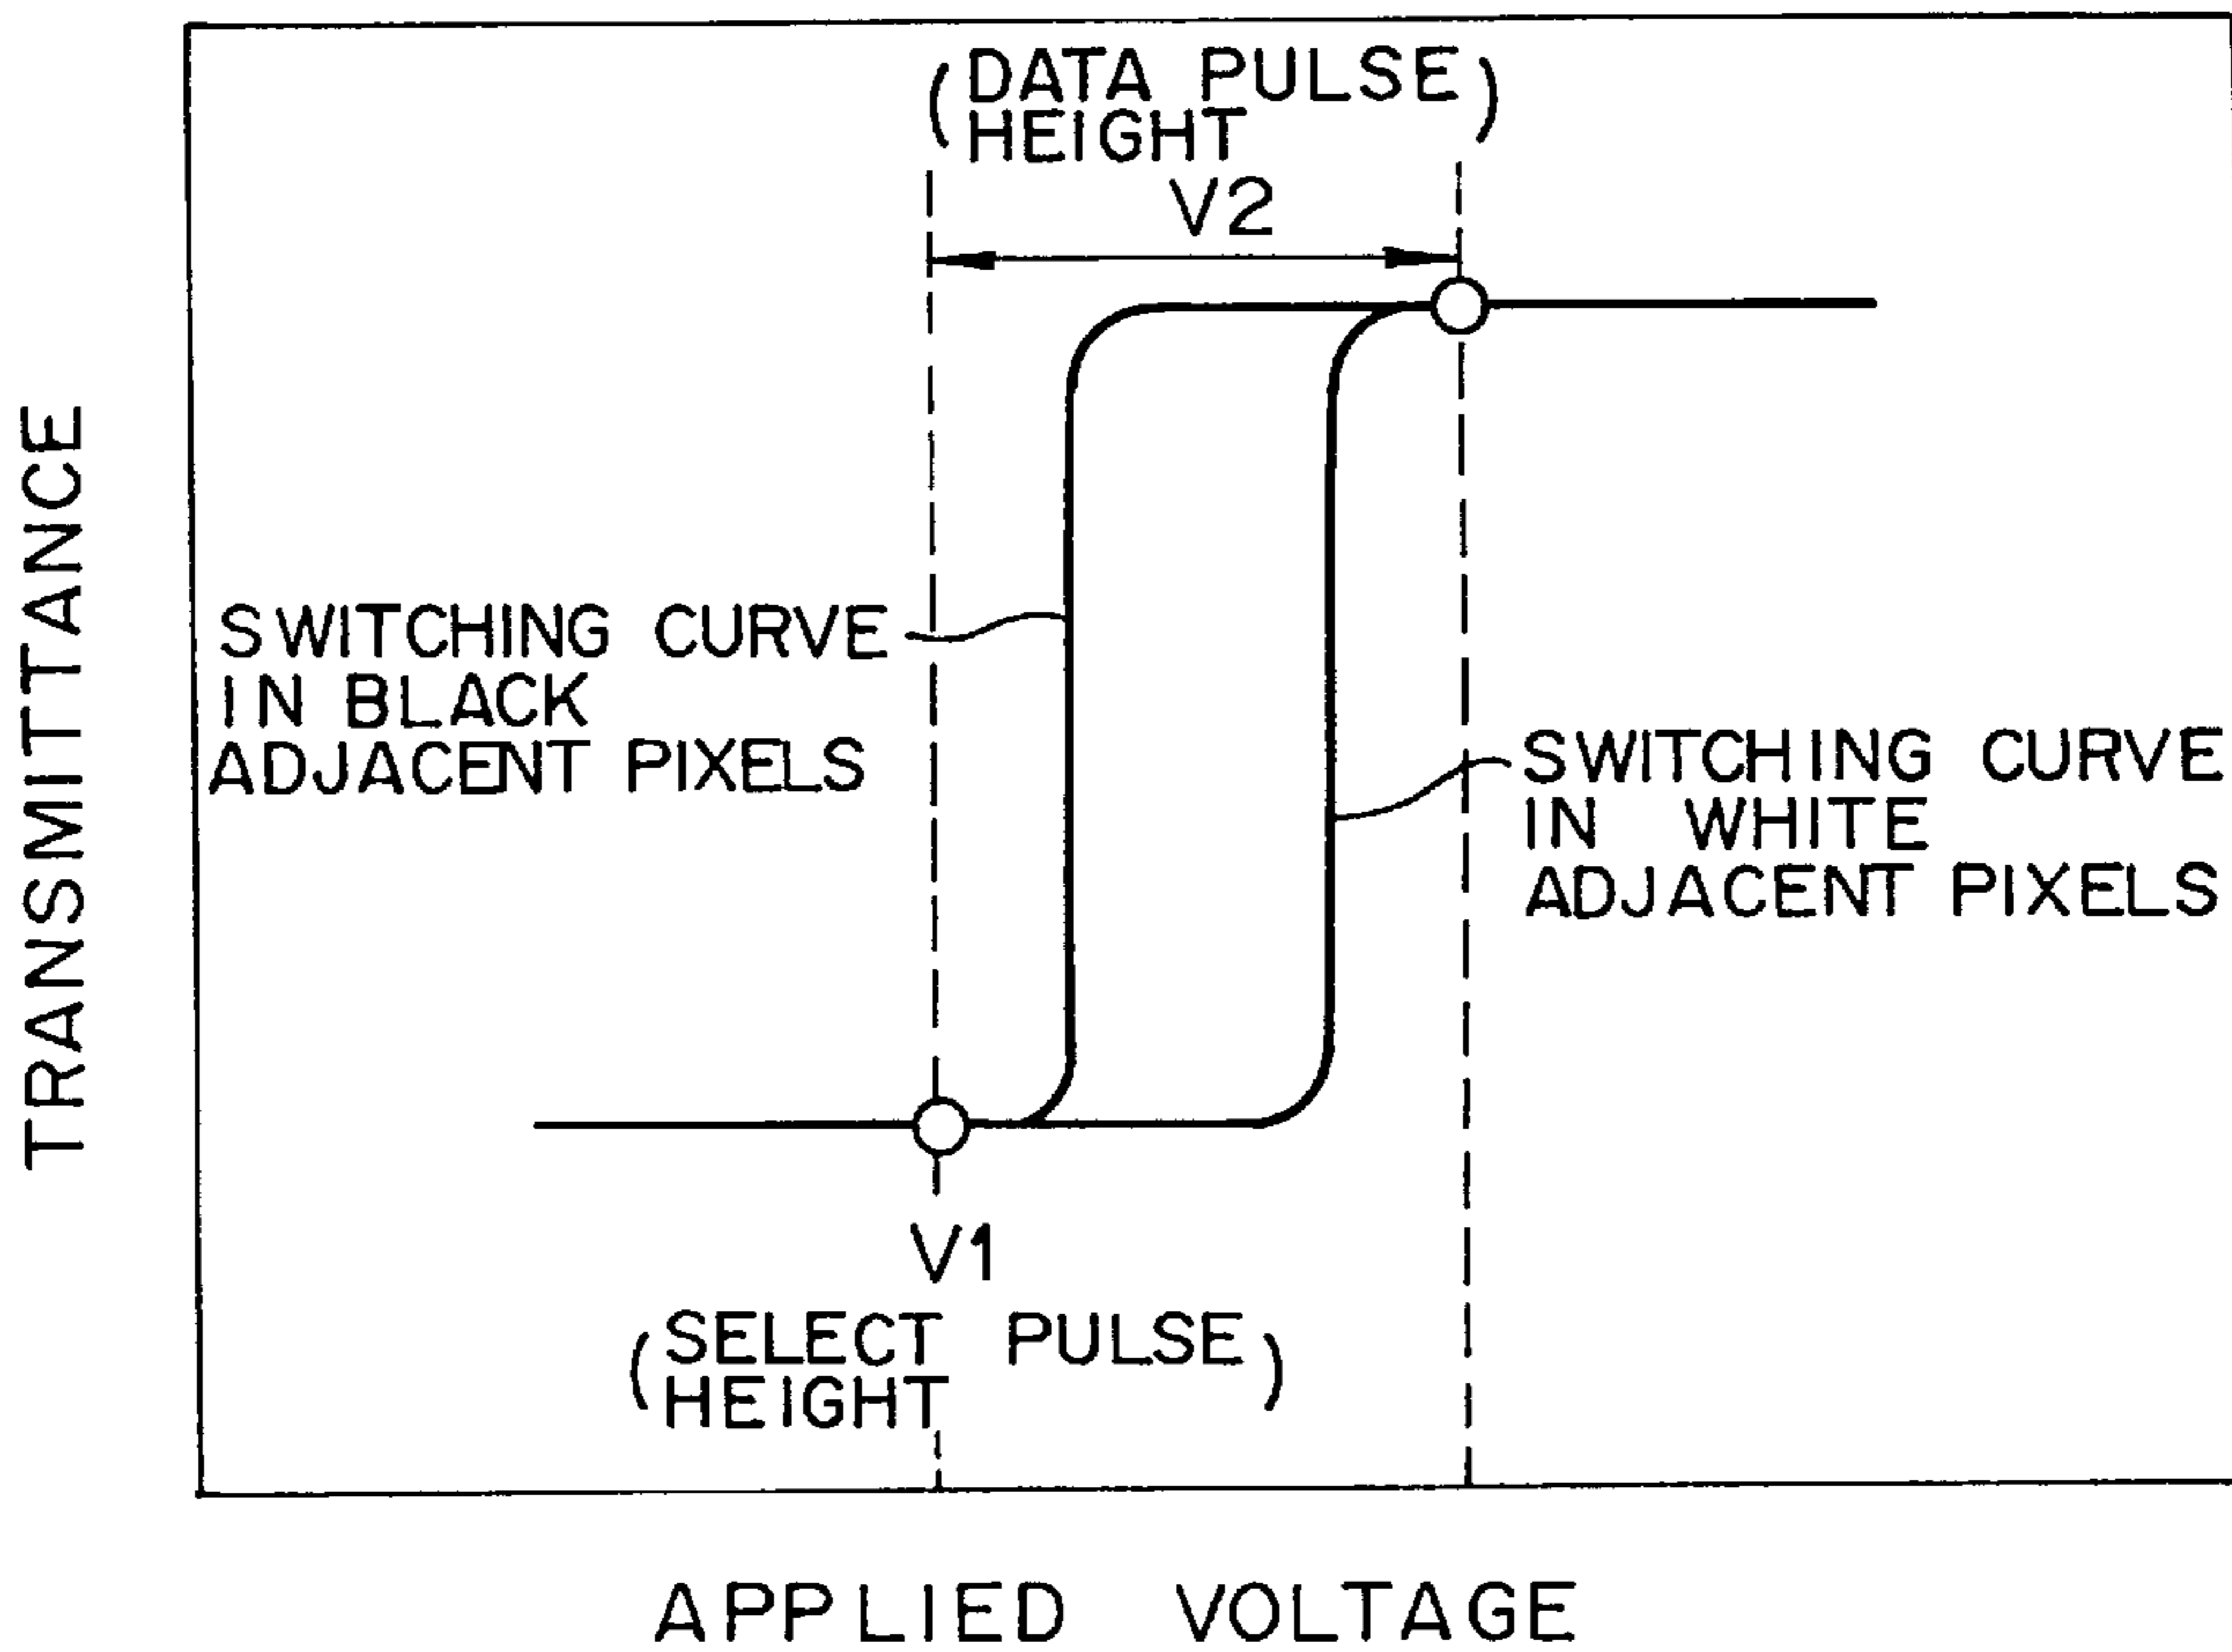 (DATA PULSE
HEIGHT)
V2
TRANSMITTANCE
SWITCHING CURVE
IN BLACK
ADJACENT PIXELS
SWITCHING CURVE
IN WHITE
ADJACENT PIXELS
V1
(SELECT PULSE
HEIGHT)
APPLIED VOLTAGE